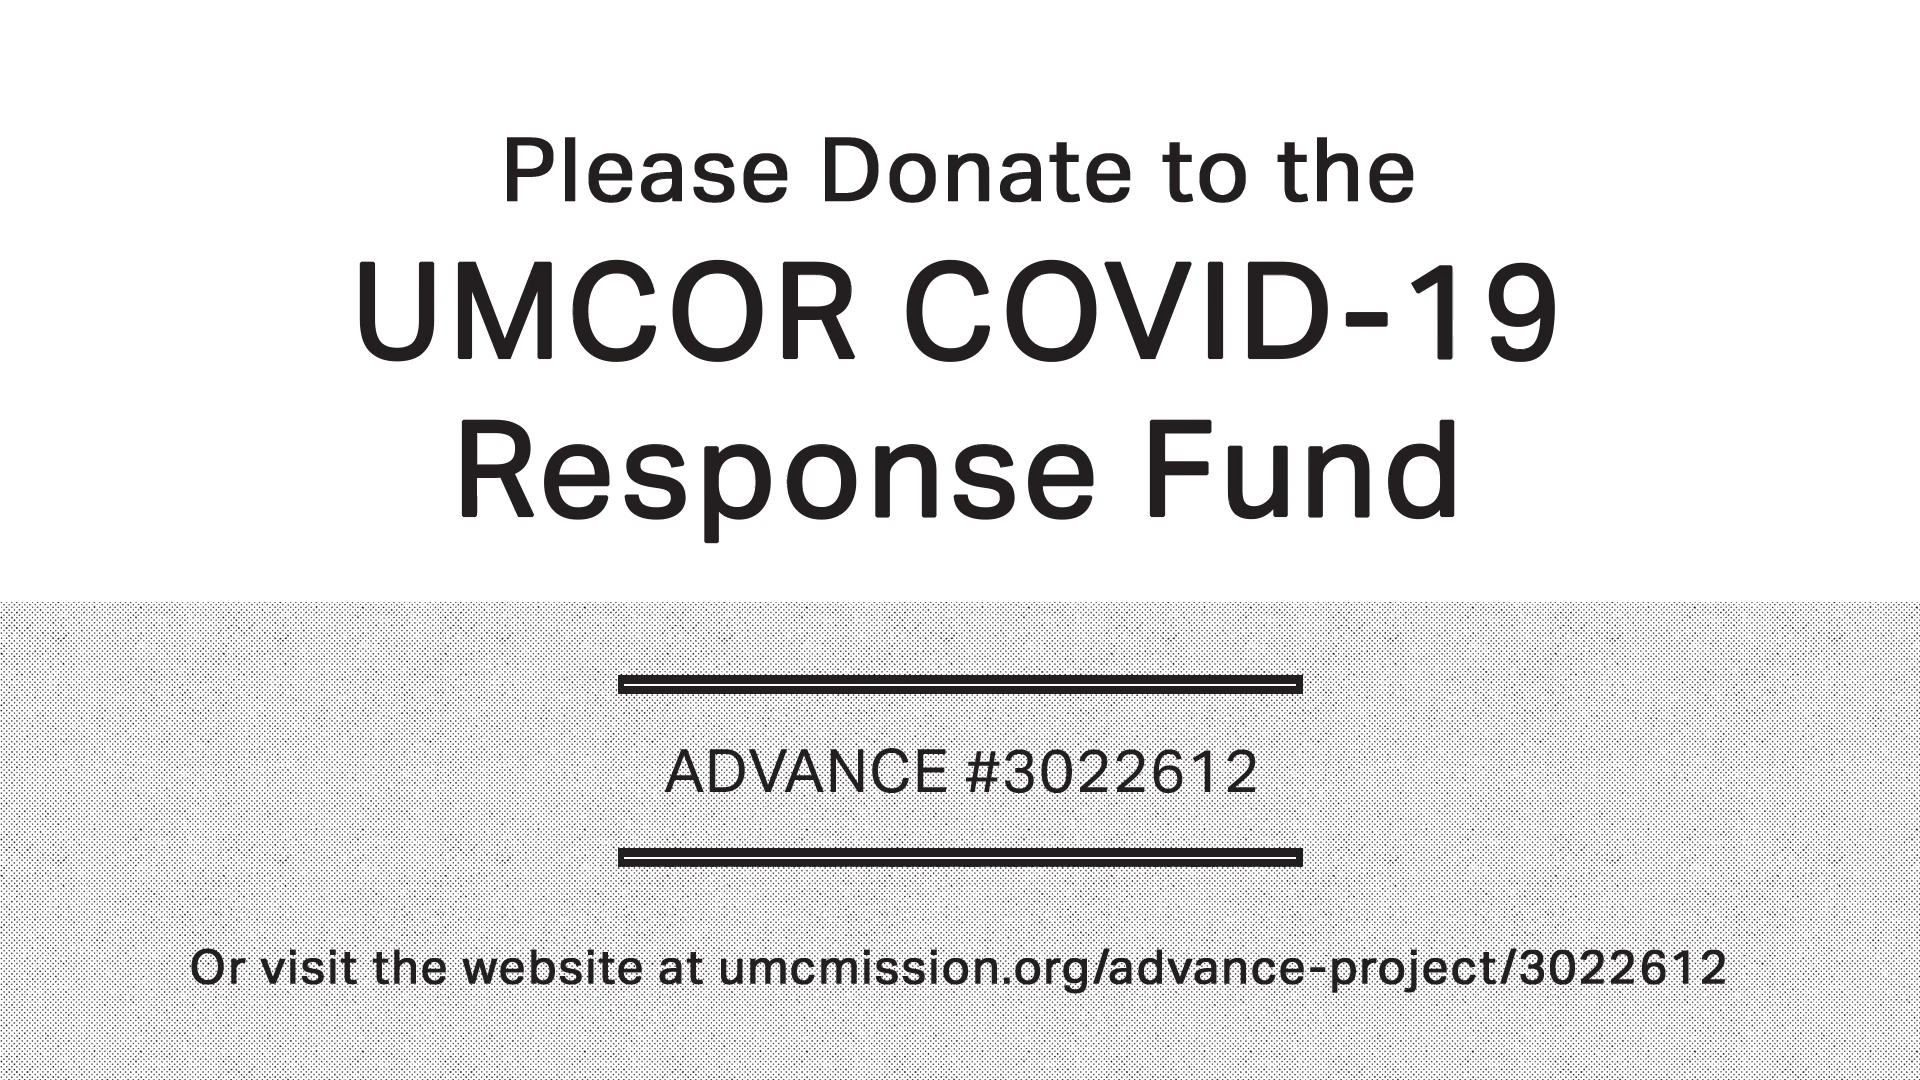 Please Donate to the
UMCOR COVID-19
Response Fund
ADVANCE #3022612
Or visit the website at umcmission.org/advance-project/3022612